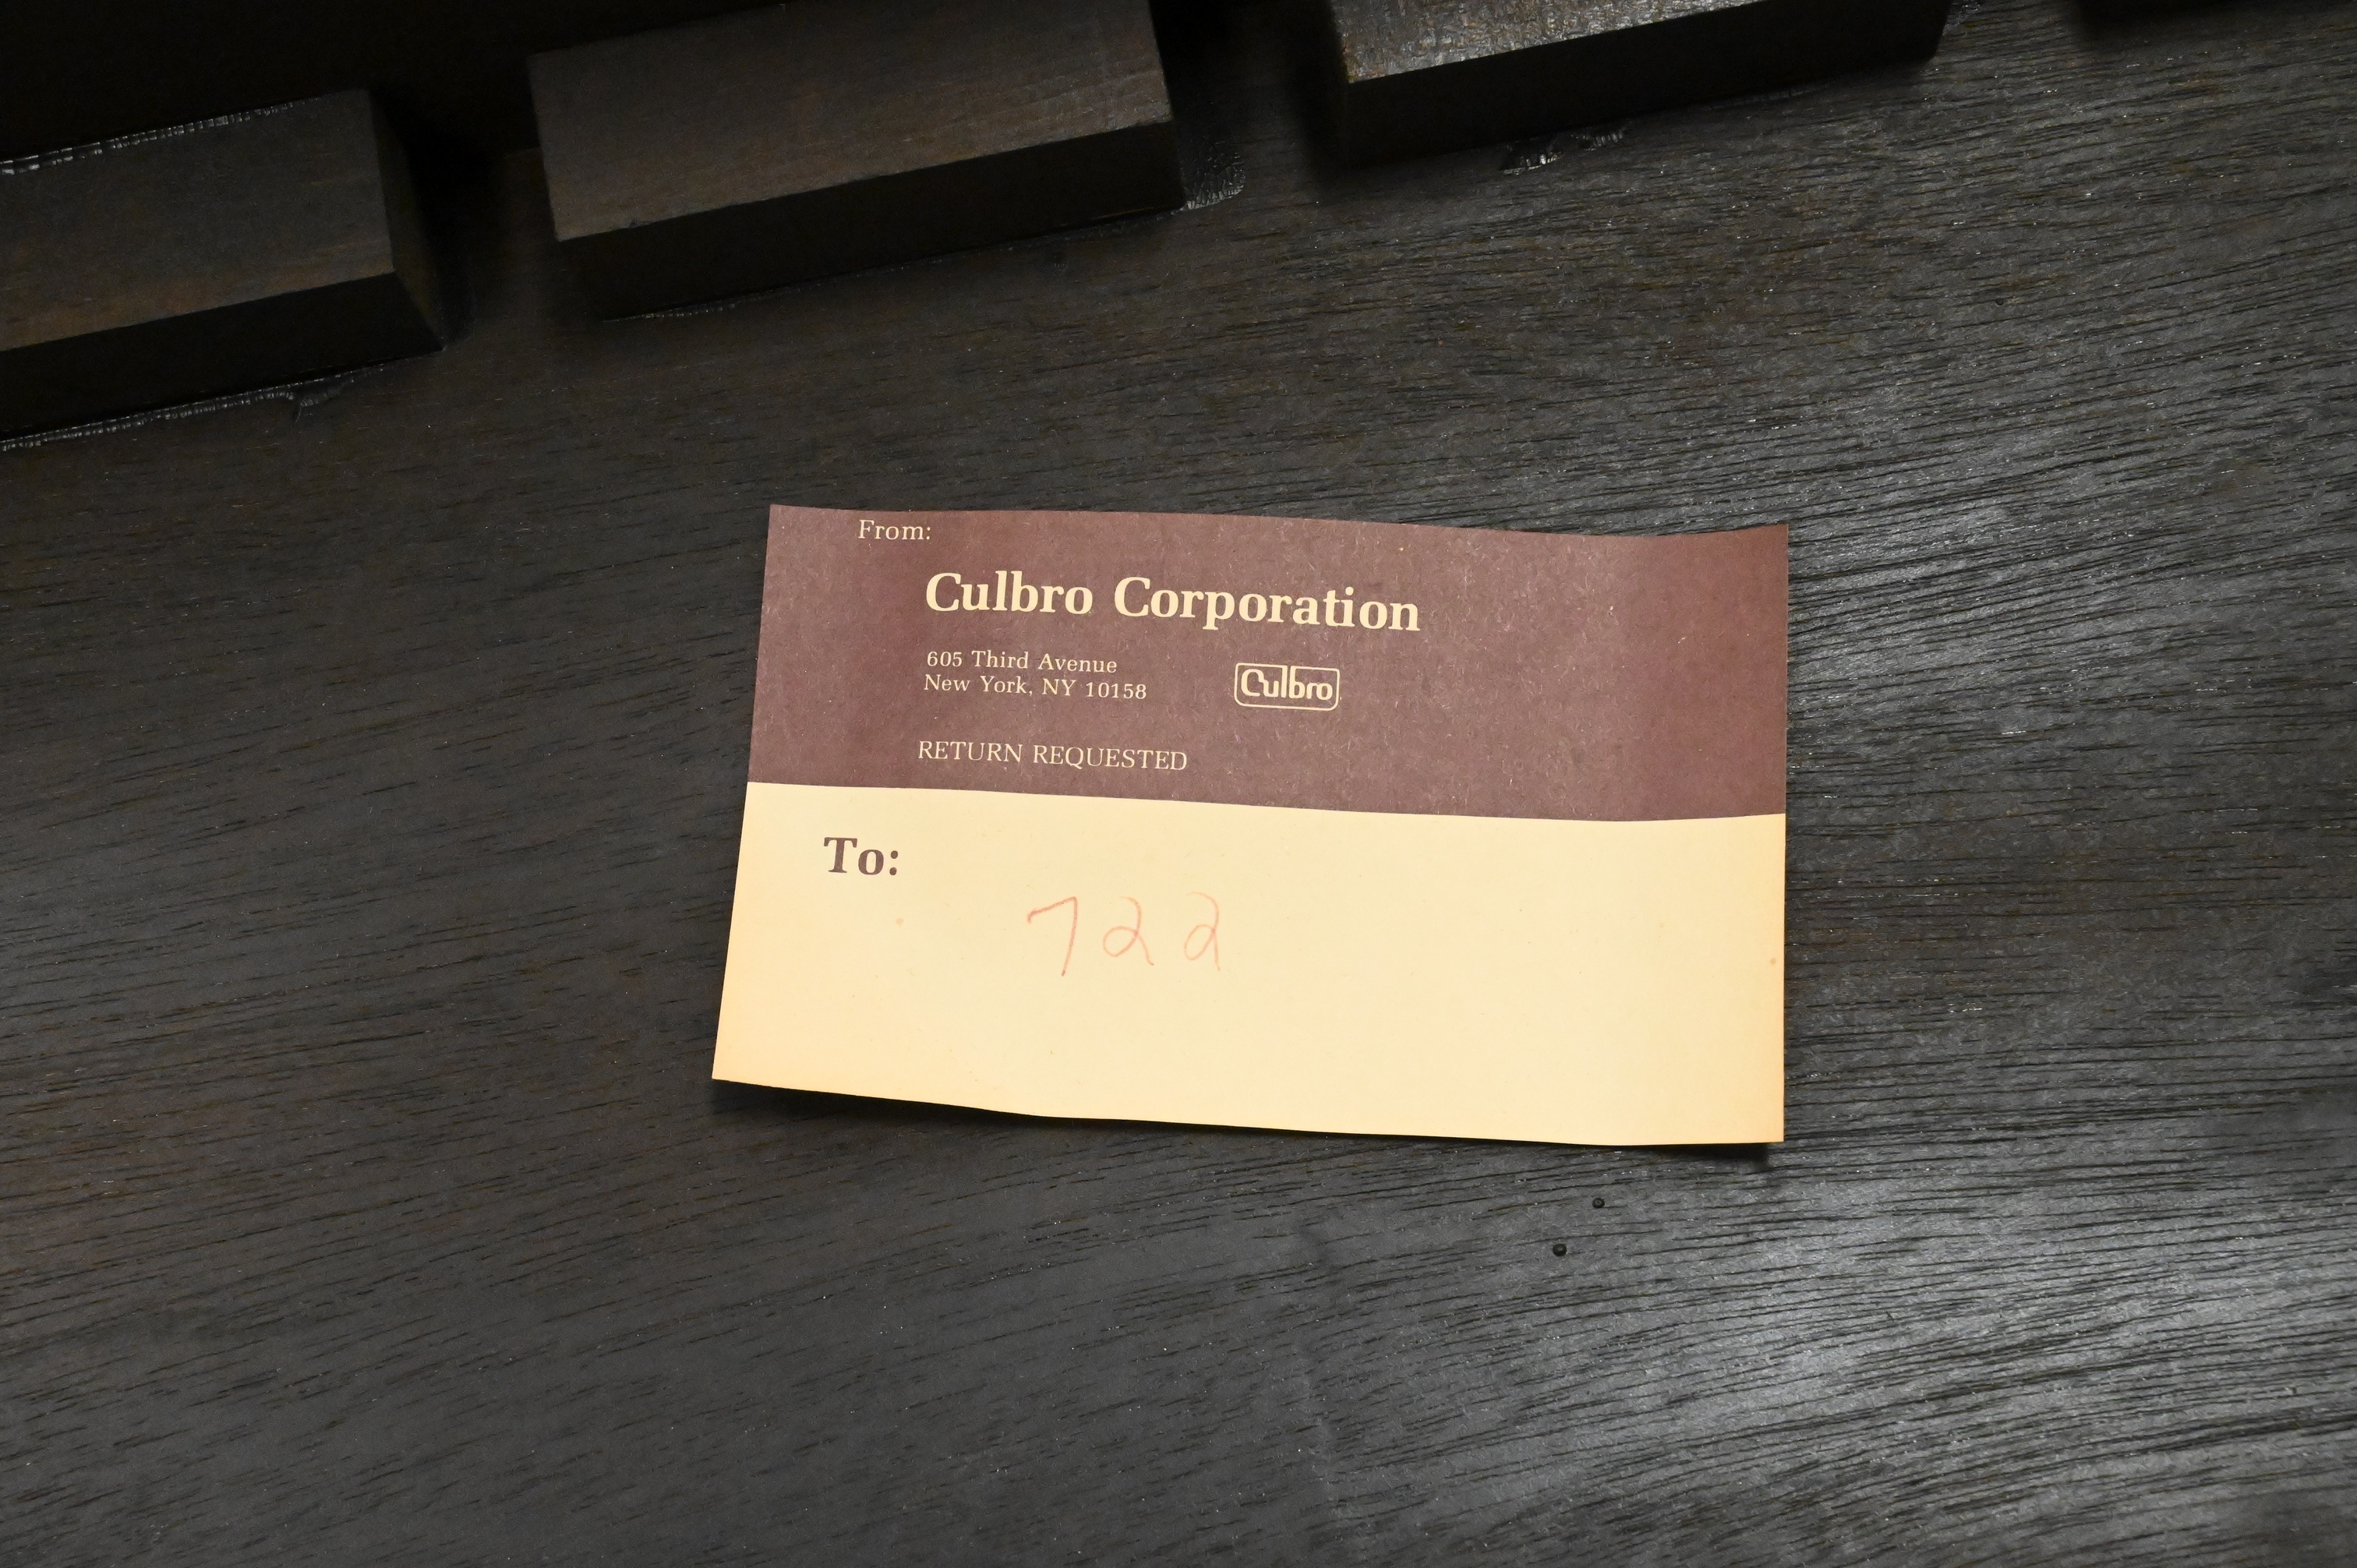 From:
Culbro Corporation
605 Third Avenue
New York, NY 10158
Culbro
RETURN REQUESTED
To:
722